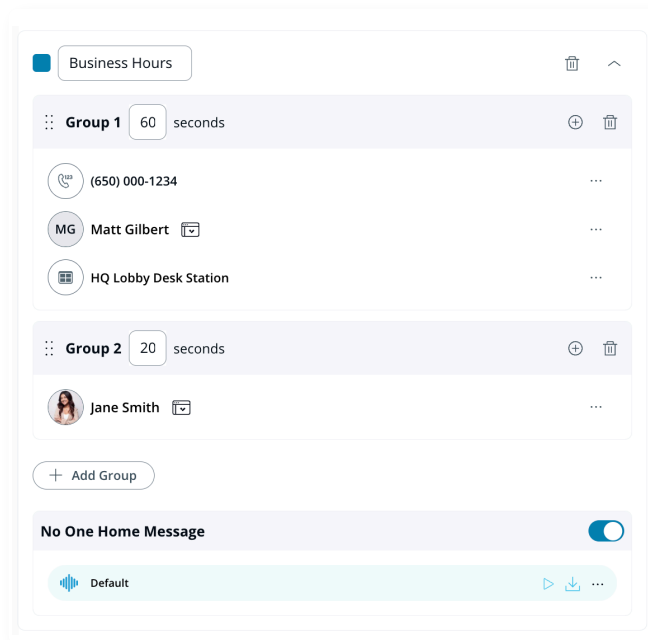 Business Hours
Group 1 60 seconds
123 (650) 000-1234
MG Matt Gilbert
HQ Lobby Desk Station
Group 2 20 seconds
Jane Smith
Add Group
No One Home Message
Default